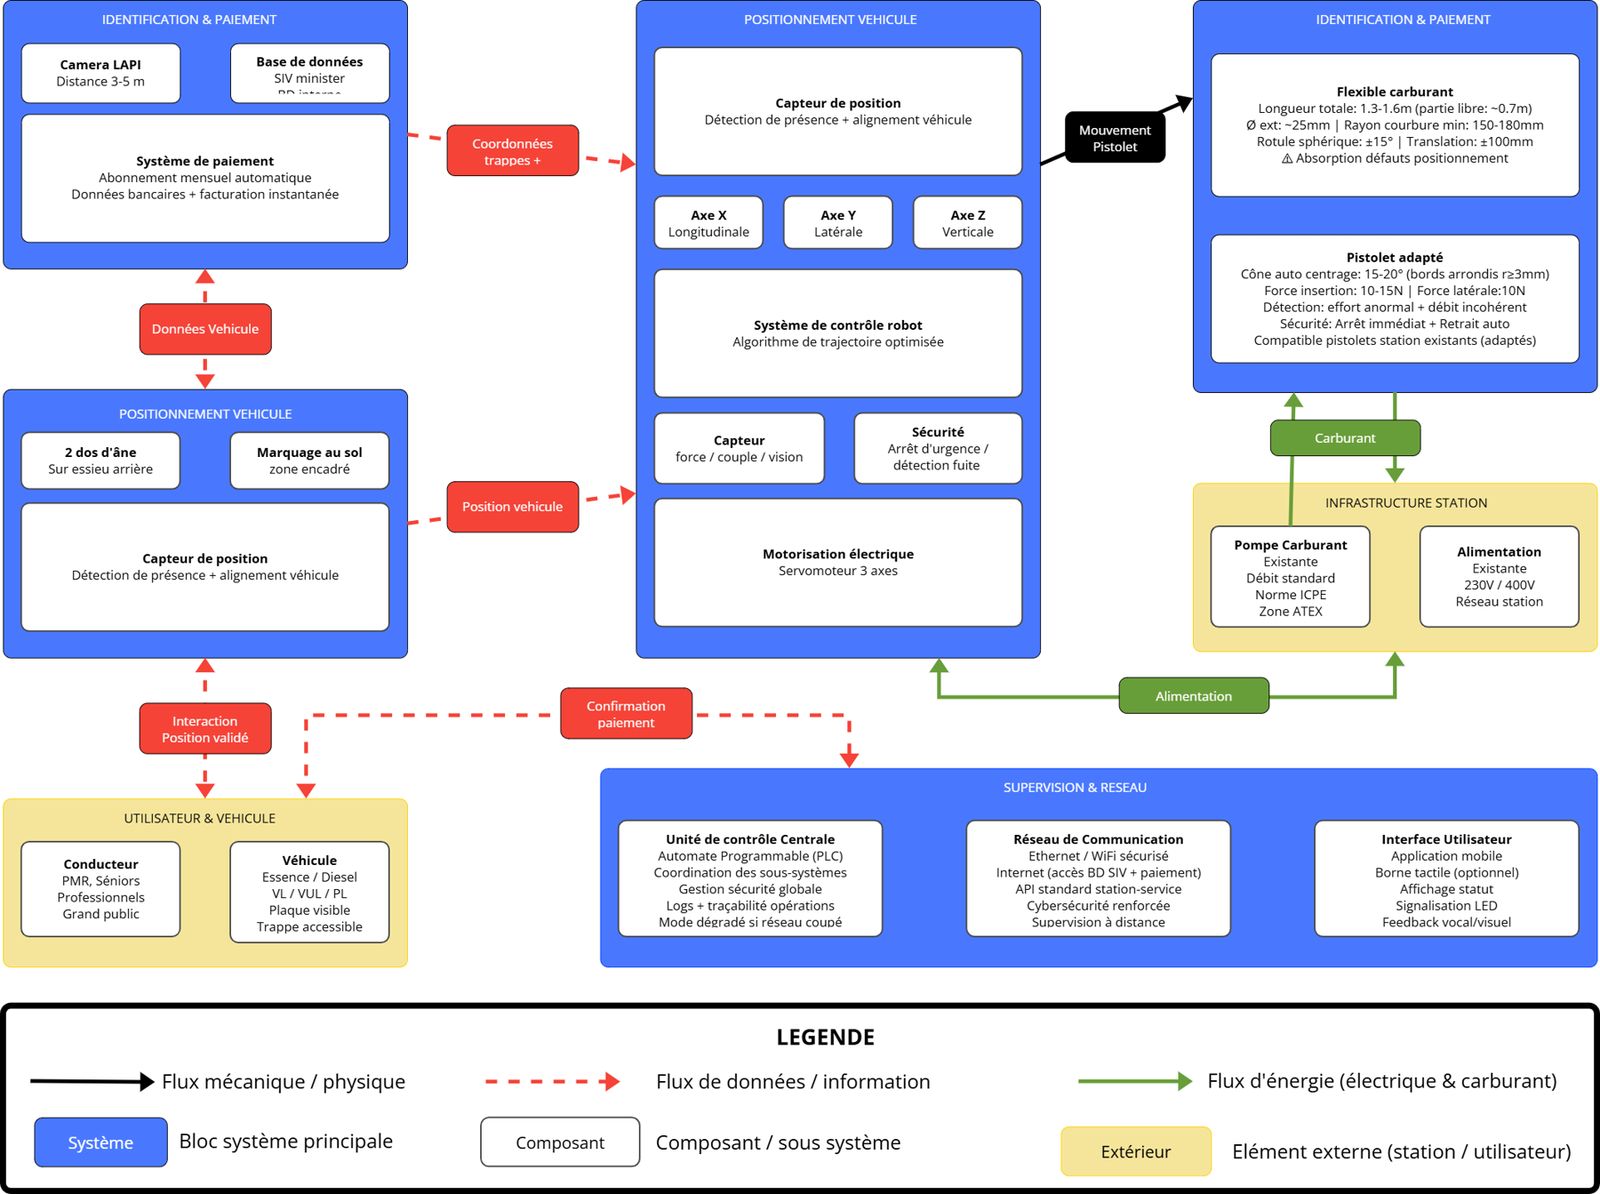 IDENTIFICATION & PAIEMENT
Camera LAPI
Distance 3-5 m
Base de données
SIV minister
BD interne
Système de paiement
Abonnement mensuel automatique
Données bancaires + facturation instantanée
Données Vehicule
POSITIONNEMENT VEHICULE
2 dos d'âne
Sur essieu arrière
Marquage au sol
zone encadré
Capteur de position
Détection de présence + alignement véhicule
Interaction
Position validé
UTILISATEUR & VEHICULE
Conducteur
PMR, Séniors
Professionnels
Grand public
Véhicule
Essence / Diesel
VL / VUL / PL
Plaque visible
Trappe accessible
Coordonnées
trappes +
Position vehicule
Confirmation
paiement
POSITIONNEMENT VEHICULE
Capteur de position
Détection de présence + alignement véhicule
Axe X
Longitudinale
Axe Y
Latérale
Axe Z
Verticale
Système de contrôle robot
Algorithme de trajectoire optimisée
Capteur
force / couple / vision
Sécurité
Arrêt d'urgence /
détection fuite
Motorisation électrique
Servomoteur 3 axes
Mouvement
Pistolet
IDENTIFICATION & PAIEMENT
Flexible carburant
Longueur totale: 1.3-1.6m (partie libre: ~0.7m)
Ø ext: ~25mm | Rayon courbure min: 150-180mm
Rotule sphérique: ±15° | Translation: ±100mm
⚠ Absorption défauts positionnement
Pistolet adapté
Cône auto centrage: 15-20° (bords arrondis r≥3mm)
Force insertion: 10-15N | Force latérale:10N
Détection: effort anormal + débit incohérent
Sécurité: Arrêt immédiat + Retrait auto
Compatible pistolets station existants (adaptés)
Carburant
INFRASTRUCTURE STATION
Pompe Carburant
Existante
Débit standard
Norme ICPE
Zone ATEX
Alimentation
Existante
230V / 400V
Réseau station
Alimentation
SUPERVISION & RESEAU
Unité de contrôle Centrale
Automate Programmable (PLC)
Coordination des sous-systèmes
Gestion sécurité globale
Logs + traçabilité opérations
Mode dégradé si réseau coupé
Réseau de Communication
Ethernet / WiFi sécurisé
Internet (accès BD SIV + paiement)
API standard station-service
Cybersécurité renforcée
Supervision à distance
Interface Utilisateur
Application mobile
Borne tactile (optionnel)
Affichage statut
Signalisation LED
Feedback vocal/visuel
LEGENDE
Flux mécanique / physique
Flux de données / information
Flux d'énergie (électrique & carburant)
Système
Bloc système principale
Composant
Composant / sous système
Extérieur
Elément externe (station / utilisateur)